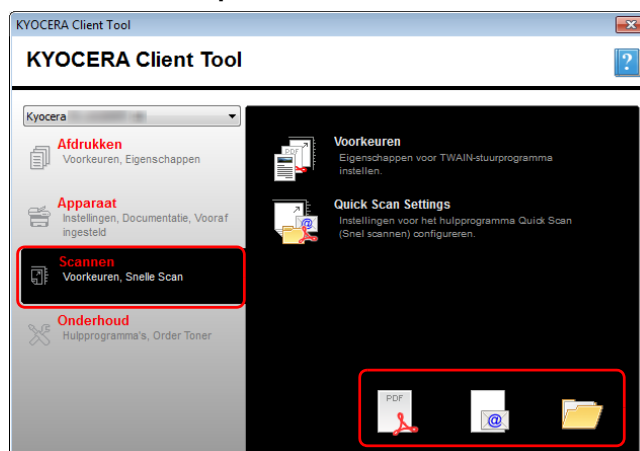 KYOCERA Client Tool
KYOCERA Client Tool
?
Kyocera
Afdrukken
Voorkeuren, Eigenschappen
Apparaat
Instellingen, Documentatie, Vooraf
ingesteld
Scannen
Voorkeuren, Snelle Scan
Onderhoud
Hulpprogramma's, Order Toner
PDF
Voorkeuren
Eigenschappen voor TWAIN-stuurprogramma
instellen.
@
Quick Scan Settings
Instellingen voor het hulpprogramma Quick Scan
(Snel scannen) configureren.
PDF
@